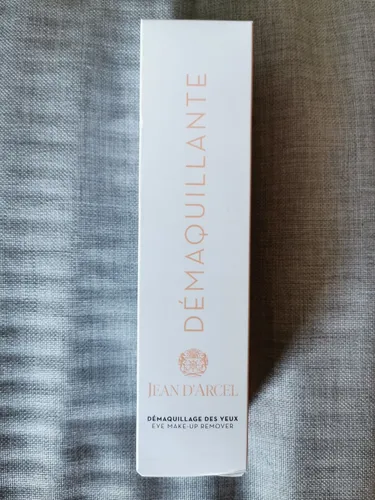 DÉMAQUILLANTE
JEAN D'ARCEL
DÉMAQUILLAGE DES YEUX
EYE MAKE-UP REMOVER